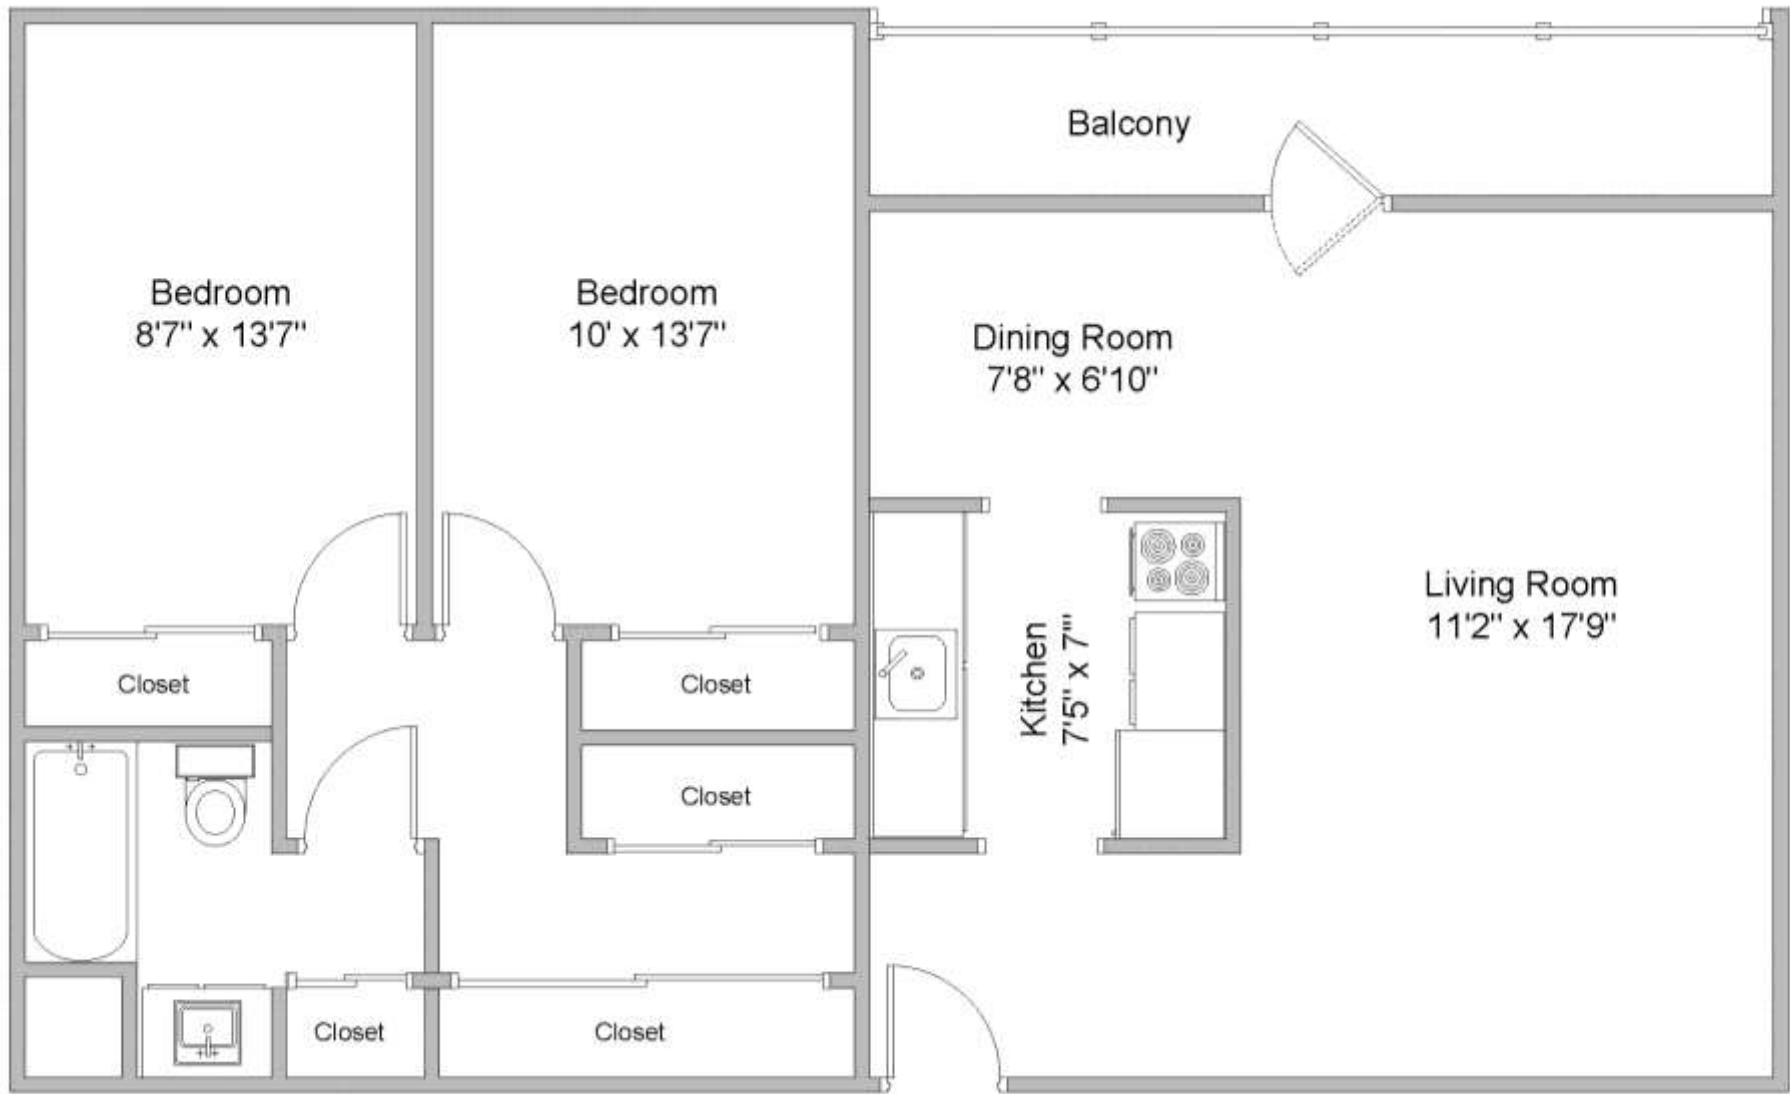 Balcony
Bedroom
8'7" x 13'7"
Bedroom
10' x 13'7"
Dining Room
7'8" x 6'10"
Living Room
11'2" x 17'9"
Kitchen
7'5" x 7'"
Closet
Closet
Closet
Closet
Closet